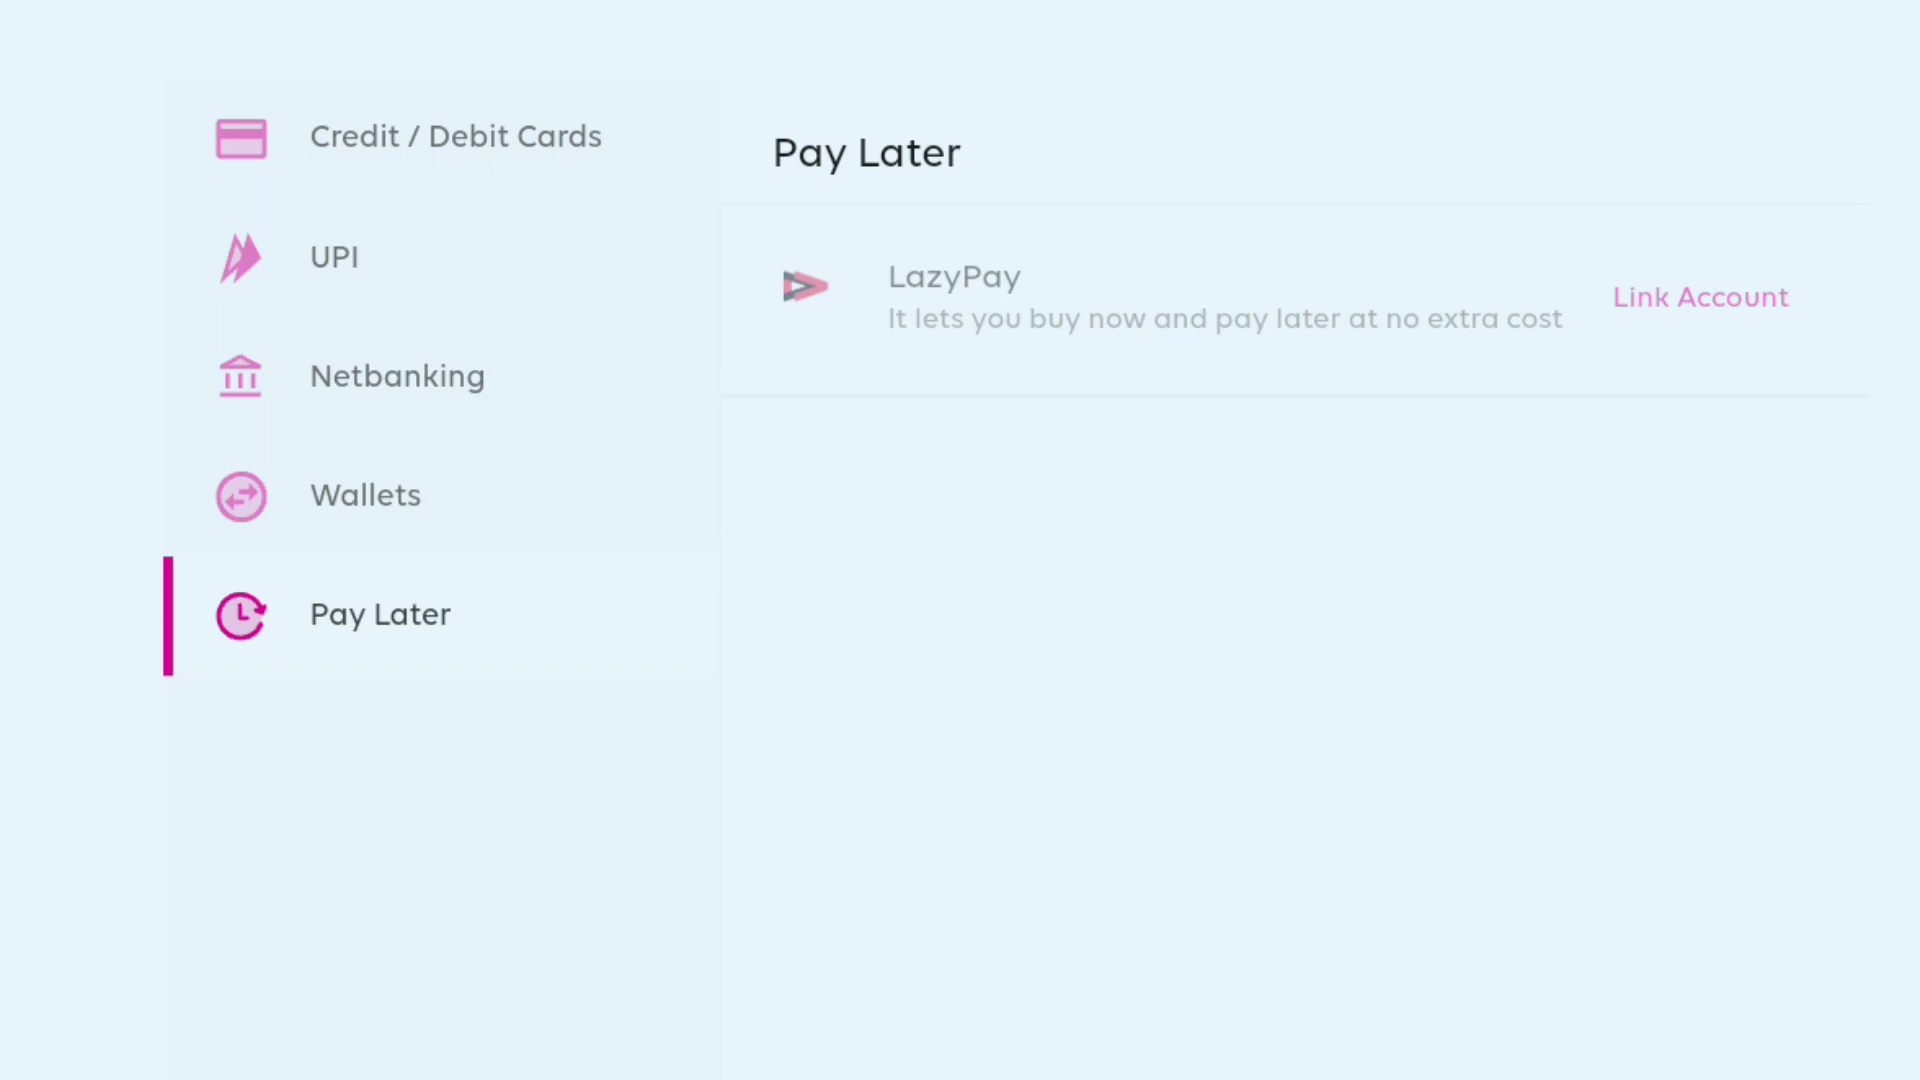 Credit / Debit Cards
UPI
Netbanking
Wallets
Pay Later
Pay Later
LazyPay
It lets you buy now and pay later at no extra cost
Link Account